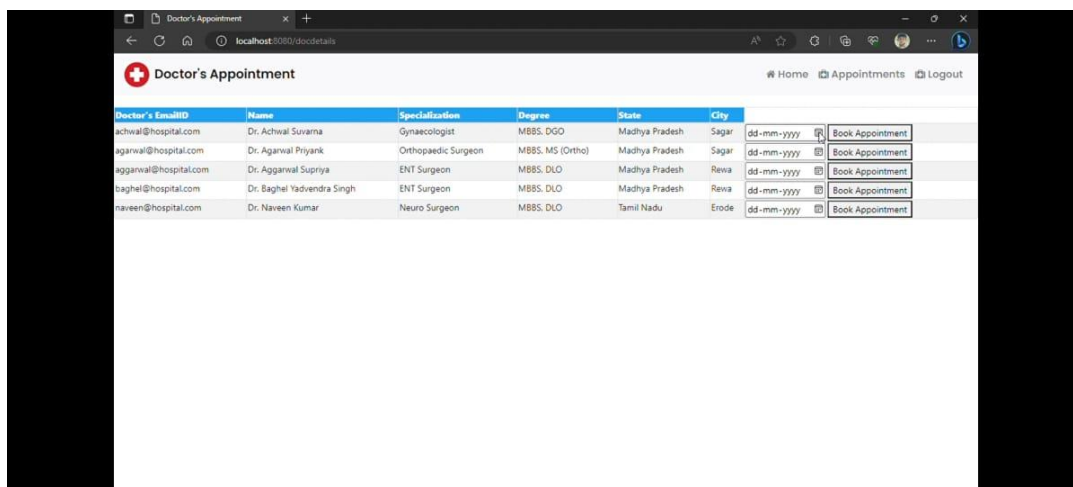 Doctor's Appointment
localhost:8080/docdetails
Doctor's Appointment
Home Appointments Logout
Doctor's EmailID Name Specialization Degree State City
achwal@hospital.com Dr. Achwal Suvarna Gynaecologist MBBS. DGO Madhya Pradesh Sagar dd-mm-yyyy Book Appointment
agarwal@hospital.com Dr. Agarwal Priyank Orthopaedic Surgeon MBBS. MS (Ortho) Madhya Pradesh Sagar dd-mm-yyyy Book Appointment
aggarwal@hospital.com Dr. Aggarwal Supriya ENT Surgeon MBBS. DLO Madhya Pradesh Rewa dd-mm-yyyy Book Appointment
baghel@hospital.com Dr. Baghel Yadvendra Singh ENT Surgeon MBBS. DLO Madhya Pradesh Rewa dd-mm-yyyy Book Appointment
naveen@hospital.com Dr. Naveen Kumar Neuro Surgeon MBBS. DLO Tamil Nadu Erode dd-mm-yyyy Book Appointment